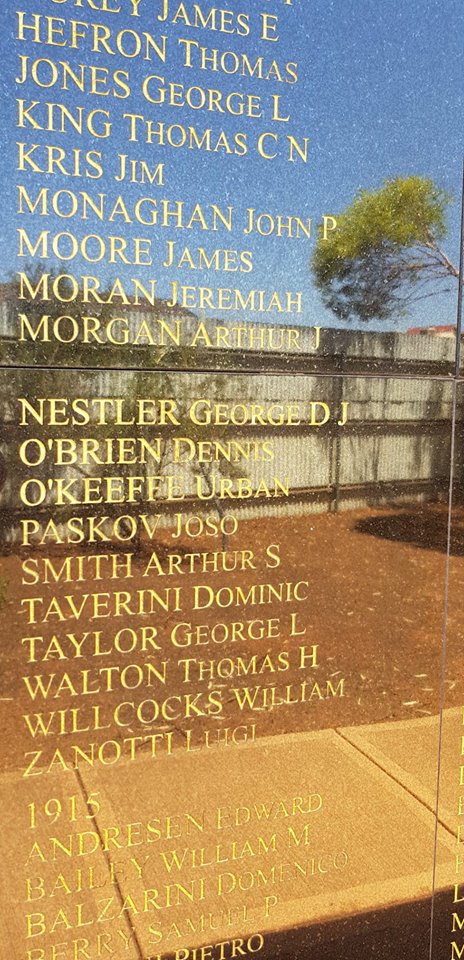 JAMES E
HEFRON THOMAS
JONES GEORGE L
KING THOMAS C N
KRIS JIM
MONAGHAN JOHN P
MOORE JAMES
MORAN JEREMIAH
MORGAN ARTHUR J
NESTLER GEORGE D J
O'BRIEN DENNIS
O'KEEFFE URBAN
PASKOV JOSO
SMITH ARTHUR S
TAVERINI DOMINIC
TAYLOR GEORGE L
WALTON THOMAS H
WILLCOCKS WILLIAM
ZANOTTI LUIGI
1915
ANDRESEN EDWARD
BAILEY WILLIAM M
BALZARINI DOMENICO
BERRY SAMUEL P
PIETRO